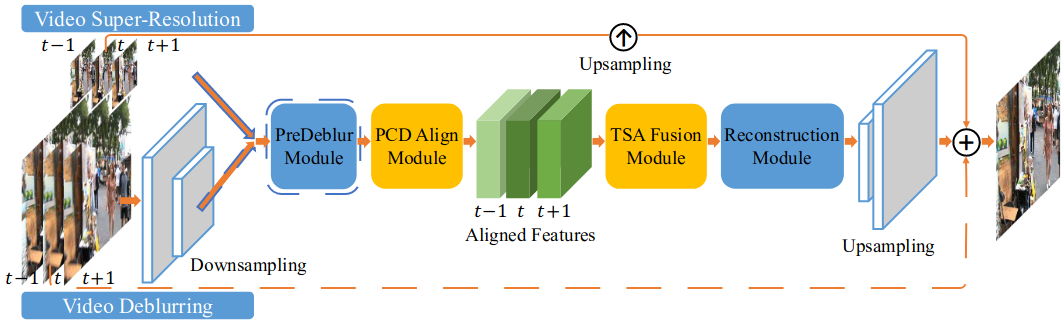 Video Super-Resolution
t−1 t t+1
Upsampling
PreDeblur
Module
PCD Align
Module
TSA Fusion
Module
Reconstruction
Module
t−1 t t+1
Aligned Features
Upsampling
Downsampling
t−1 t t+1
Video Deblurring